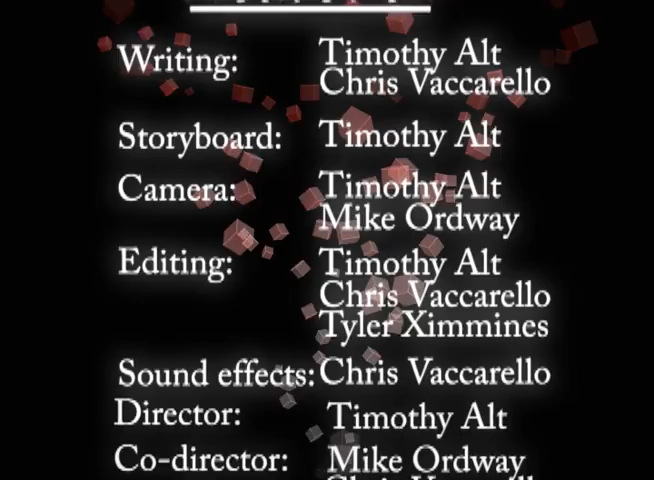 Writing: Timothy Alt
Chris Vaccarello
Storyboard: Timothy Alt
Camera: Timothy Alt
Mike Ordway
Editing: Timothy Alt
Chris Vaccarello
Tyler Ximmines
Sound effects: Chris Vaccarello
Director: Timothy Alt
Co-director: Mike Ordway